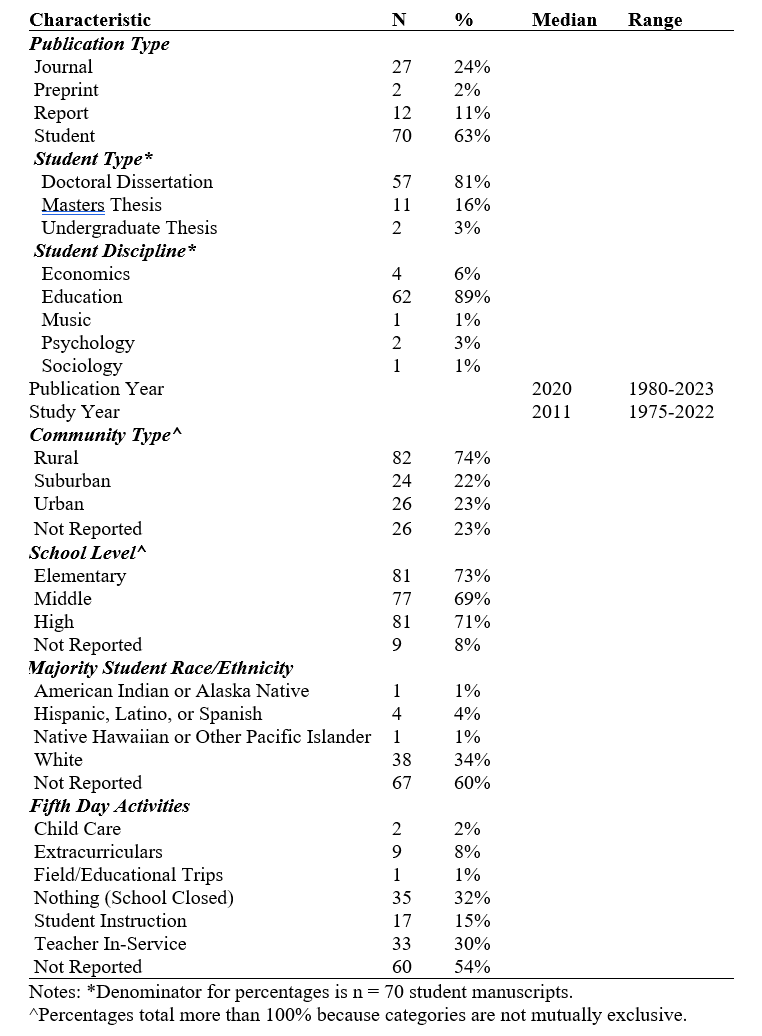 Characteristic N % Median Range
Publication Type
Journal 27 24%
Preprint 2 2%
Report 12 11%
Student 70 63%
Student Type*
Doctoral Dissertation 57 81%
Masters Thesis 11 16%
Undergraduate Thesis 2 3%
Student Discipline*
Economics 4 6%
Education 62 89%
Music 1 1%
Psychology 2 3%
Sociology 1 1%
Publication Year 2020 1980-2023
Study Year 2011 1975-2022
Community Type^
Rural 82 74%
Suburban 24 22%
Urban 26 23%
Not Reported 26 23%
School Level^
Elementary 81 73%
Middle 77 69%
High 81 71%
Not Reported 9 8%
Majority Student Race/Ethnicity
American Indian or Alaska Native 1 1%
Hispanic, Latino, or Spanish 4 4%
Native Hawaiian or Other Pacific Islander 1 1%
White 38 34%
Not Reported 67 60%
Fifth Day Activities
Child Care 2 2%
Extracurriculars 9 8%
Field/Educational Trips 1 1%
Nothing (School Closed) 35 32%
Student Instruction 17 15%
Teacher In-Service 33 30%
Not Reported 60 54%
Notes: *Denominator for percentages is n = 70 student manuscripts.
^Percentages total more than 100% because categories are not mutually exclusive.